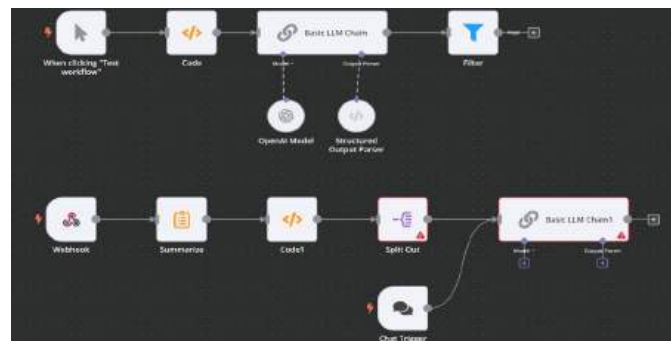 Basic LLM Chain
When clicking "Test
workflow"
Code
Model *
Output Parser
Filter
OpenAI Model
Structured
Output Parser
Basic LLM Chain1
Webhook
Summarize
Code1
Split Out
Model *
Output Parser
Chat Trigger